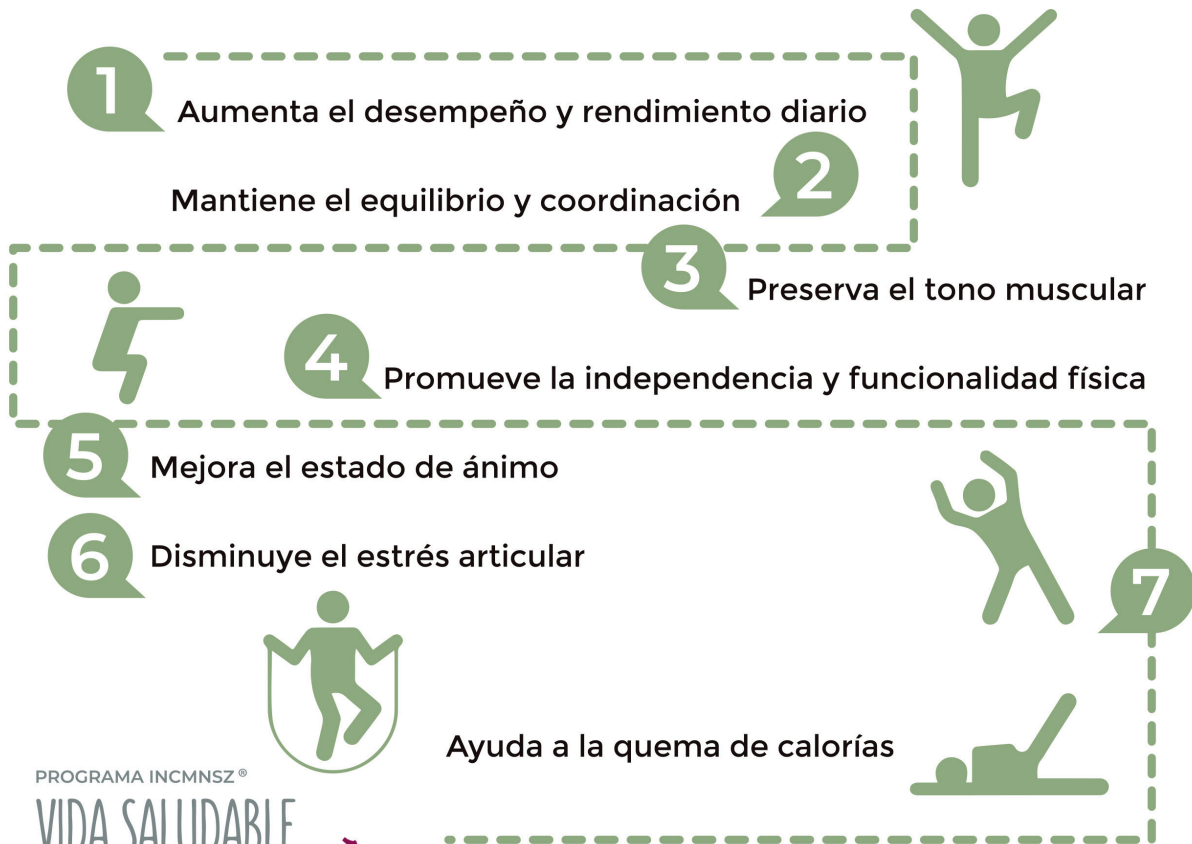 1
Aumenta el desempeño y rendimiento diario
2
Mantiene el equilibrio y coordinación
3
Preserva el tono muscular
4
Promueve la independencia y funcionalidad física
5
Mejora el estado de ánimo
6
Disminuye el estrés articular
7
Ayuda a la quema de calorías
PROGRAMA INCMNSZ®
VIDA SALUDABLE